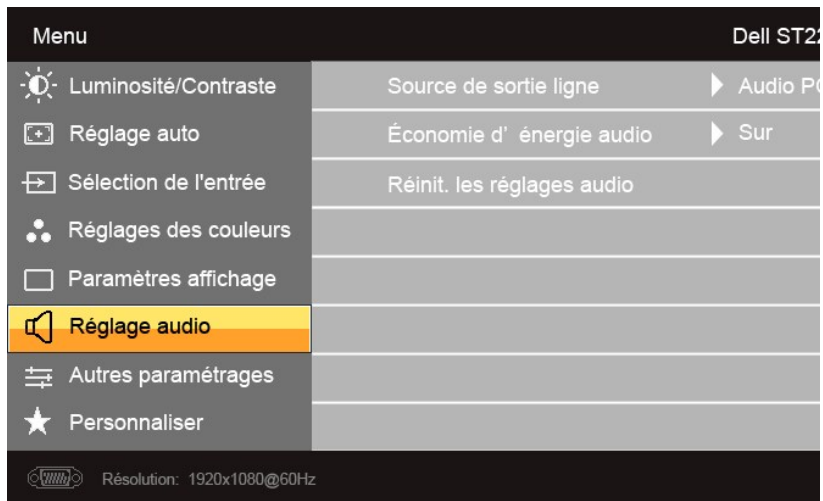 Menu Dell ST22
Luminosité/Contraste Source de sortie ligne Audio PC
Réglage auto Économie d' énergie audio Sur
Sélection de l'entrée Réinit. les réglages audio
Réglages des couleurs
Paramètres affichage
Réglage audio
Autres paramétrages
Personnaliser
Résolution: 1920x1080@60Hz